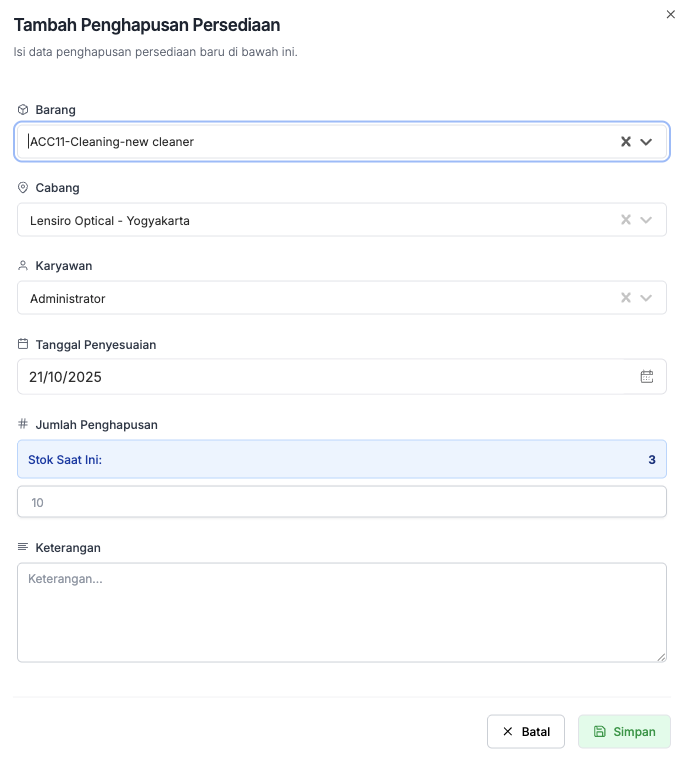 Tambah Penghapusan Persediaan
Isi data penghapusan persediaan baru di bawah ini.
Barang
ACC11-Cleaning-new cleaner
Cabang
Lensiro Optical - Yogyakarta
Karyawan
Administrator
Tanggal Penyesuaian
21/10/2025
Jumlah Penghapusan
Stok Saat Ini: 3
10
Keterangan
Keterangan...
Batal Simpan